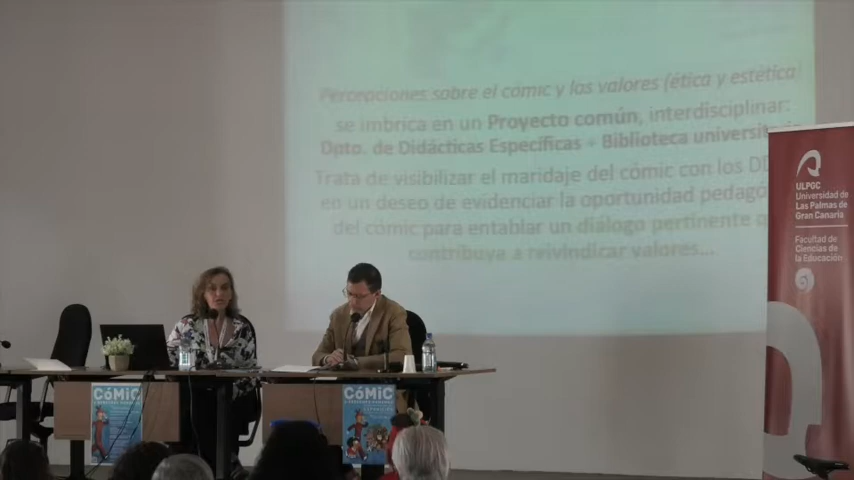 Percepciones sobre el cómic y los valores (ética y estética)
se imbrica en un Proyecto común, interdisciplinar:
Dpto. de Didácticas Específicas + Biblioteca universitaria
Trata de visibilizar el maridaje del cómic con los DD
en un deseo de evidenciar la oportunidad pedagó
del cómic para entablar un diálogo pertinente q
contribuya a reivindicar valores...
ULPGC
Universidad de
Las Palmas de
Gran Canaria
Facultad de
Ciencias de
la Educación
CóMiC
CóMiC